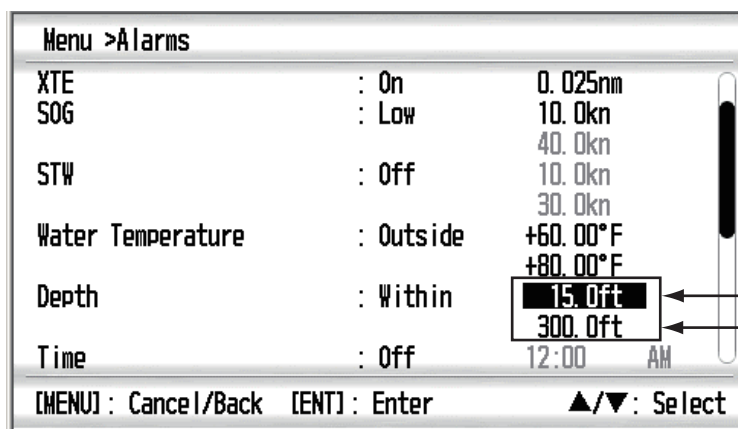 Menu >Alarms
XTE : On 0.025nm
SOG : Low 10.0kn
40.0kn
STW : Off 10.0kn
30.0kn
Water Temperature : Outside +60.00°F
+80.00°F
Depth : Within 15.0ft
300.0ft
Time : Off 12:00 AM
[MENU]: Cancel/Back [ENT]: Enter ▲/▼: Select